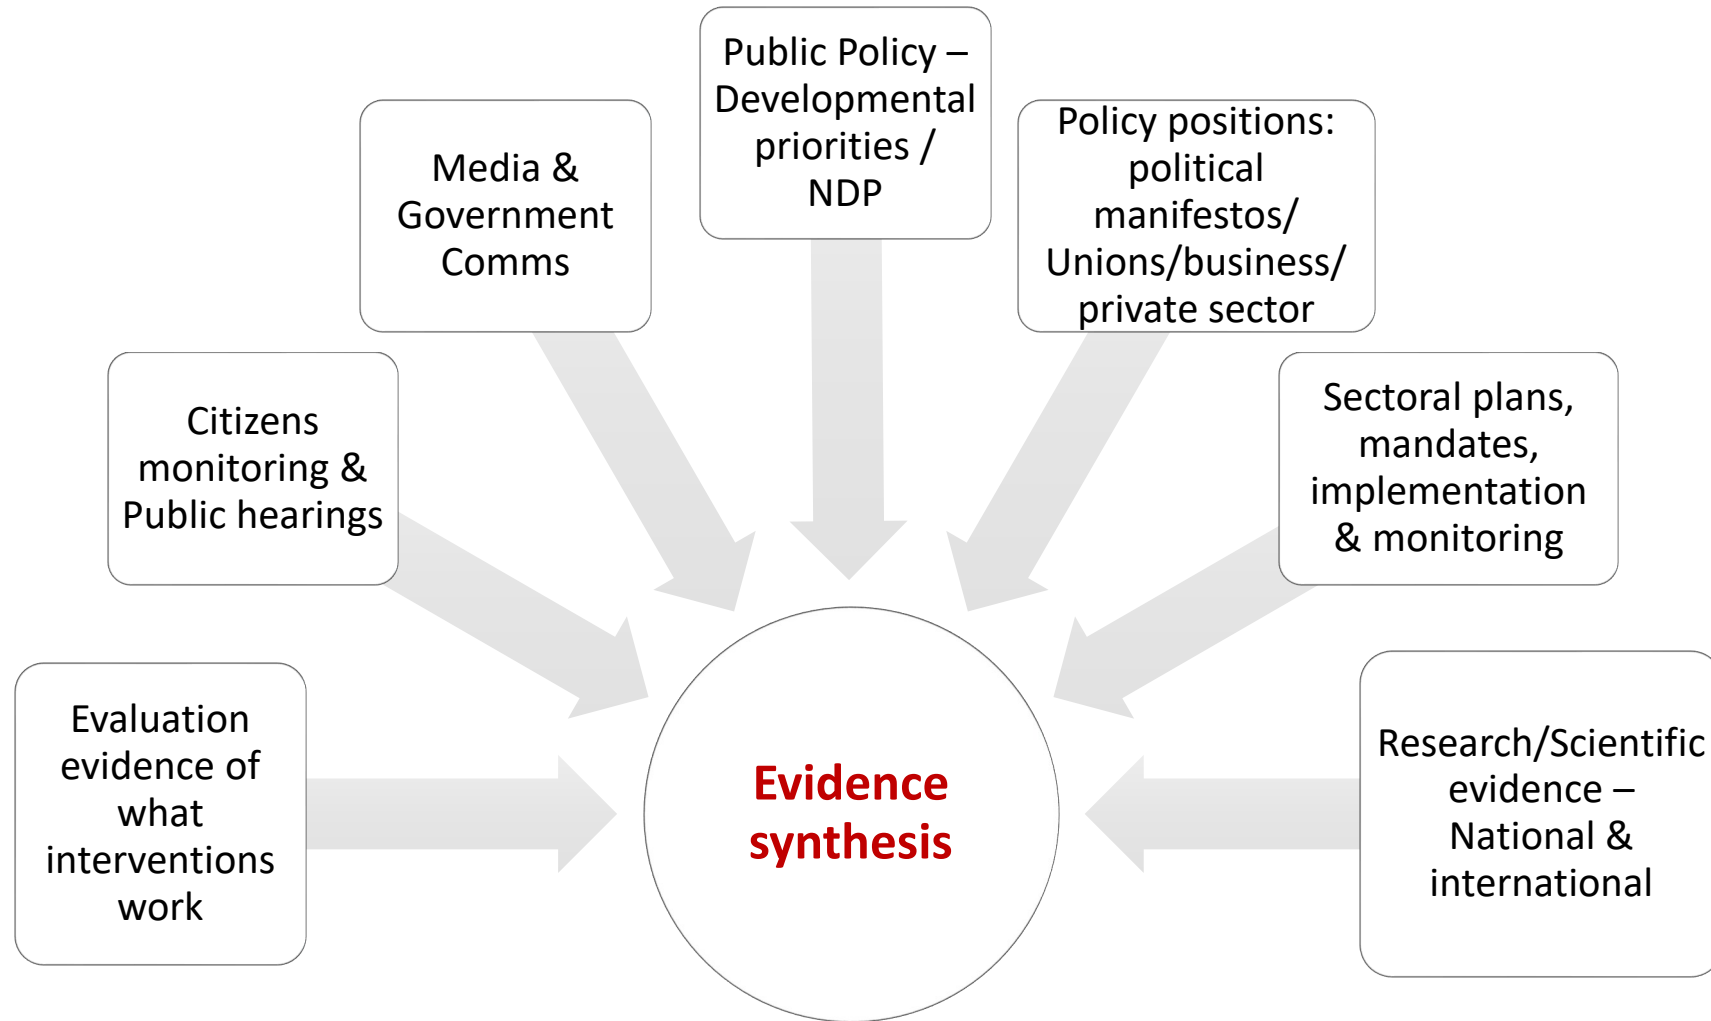 Public Policy –
Developmental
priorities /
NDP
Media &
Government
Comms
Policy positions:
political
manifestos/
Unions/business/
private sector
Citizens
monitoring &
Public hearings
Sectoral plans,
mandates,
implementation
& monitoring
Evaluation
evidence of
what
interventions
work
Evidence
synthesis
Research/Scientific
evidence –
National &
international